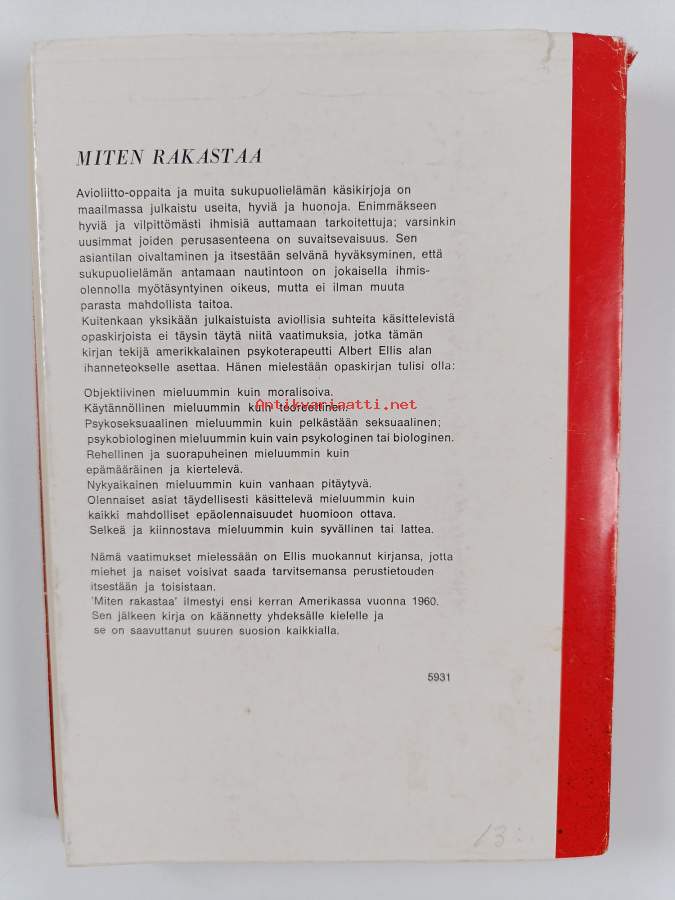 MITEN RAKASTAA
Avioliitto-oppaita ja muita sukupuolielämän käsikirjoja on
maailmassa julkaistu useita, hyviä ja huonoja. Enimmäkseen
hyviä ja vilpittömästi ihmisiä auttamaan tarkoitettuja; varsinkin
uusimmat joiden perusasenteena on suvaitsevaisuus. Sen
asiantilan oivaltaminen ja itsestään selvänä hyväksyminen, että
sukupuolielämän antamaan nautintoon on jokaisella ihmis-
olennolla myötäsyntyinen oikeus, mutta ei ilman muuta
parasta mahdollista taitoa.
Kuitenkaan yksikään julkaistuista aviollisia suhteita käsittelevistä
opaskirjoista ei täysin täytä niitä vaatimuksia, jotka tämän
kirjan tekijä amerikkalainen psykoterapeutti Albert Ellis alan
ihanneteokselle asettaa. Hänen mielestään opaskirjan tulisi olla:
Objektiivinen mieluummin kuin moralisoiva.
Käytännöllinen mieluummin kuin teoreettinen.
Antikvariaatti.net
Psykoseksuaalinen mieluummin kuin pelkästään seksuaalinen;
psykobiologinen mieluummin kuin vain psykologinen tai biologinen.
Rehellinen ja suorapuheinen mieluummin kuin
epämääräinen ja kiertelevä.
Nykyaikainen mieluummin kuin vanhaan pitäytyvä.
Olennaiset asiat täydellisesti käsittelevä mieluummin kuin
kaikki mahdolliset epäolennaisuudet huomioon ottava.
Selkeä ja kiinnostava mieluummin kuin syvällinen tai lattea.
Nämä vaatimukset mielessään on Ellis muokannut kirjansa, jotta
miehet ja naiset voisivat saada tarvitsemansa perustietouden
itsestään ja toisistaan.
'Miten rakastaa' ilmestyi ensi kerran Amerikassa vuonna 1960.
Sen jälkeen kirja on käännetty yhdeksälle kielelle ja
se on saavuttanut suuren suosion kaikkialla.
5931
13: